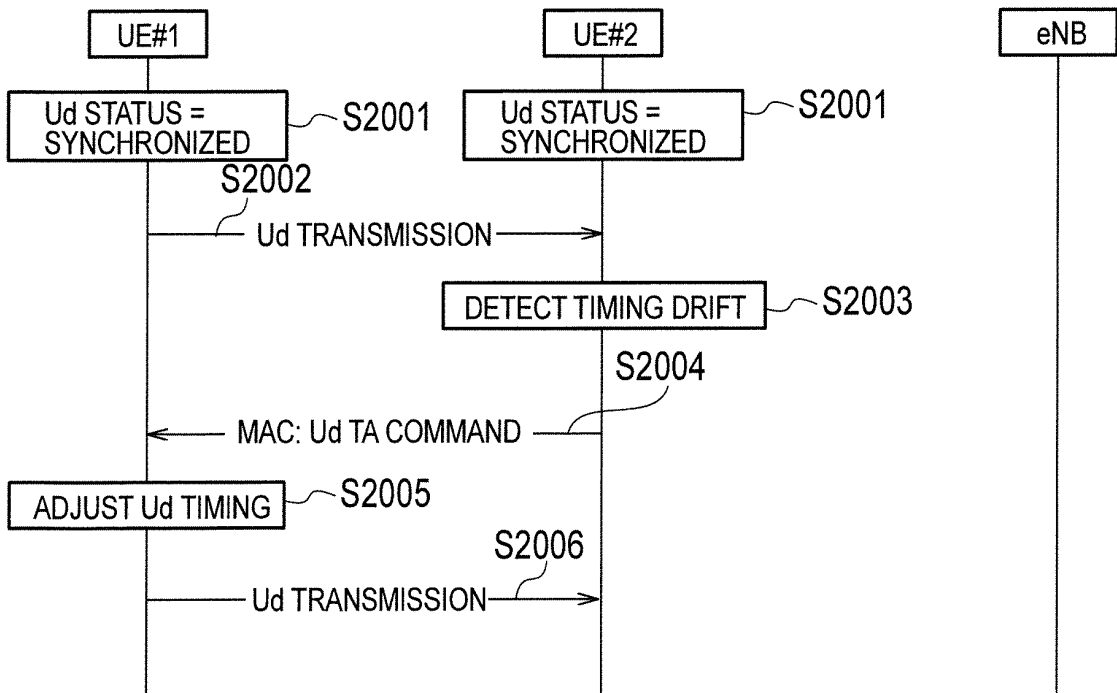 UE#1
UE#2
eNB
Ud STATUS =
SYNCHRONIZED
S2001
Ud STATUS =
SYNCHRONIZED
S2001
S2002
Ud TRANSMISSION
DETECT TIMING DRIFT
S2003
S2004
MAC: Ud TA COMMAND
ADJUST Ud TIMING
S2005
S2006
Ud TRANSMISSION